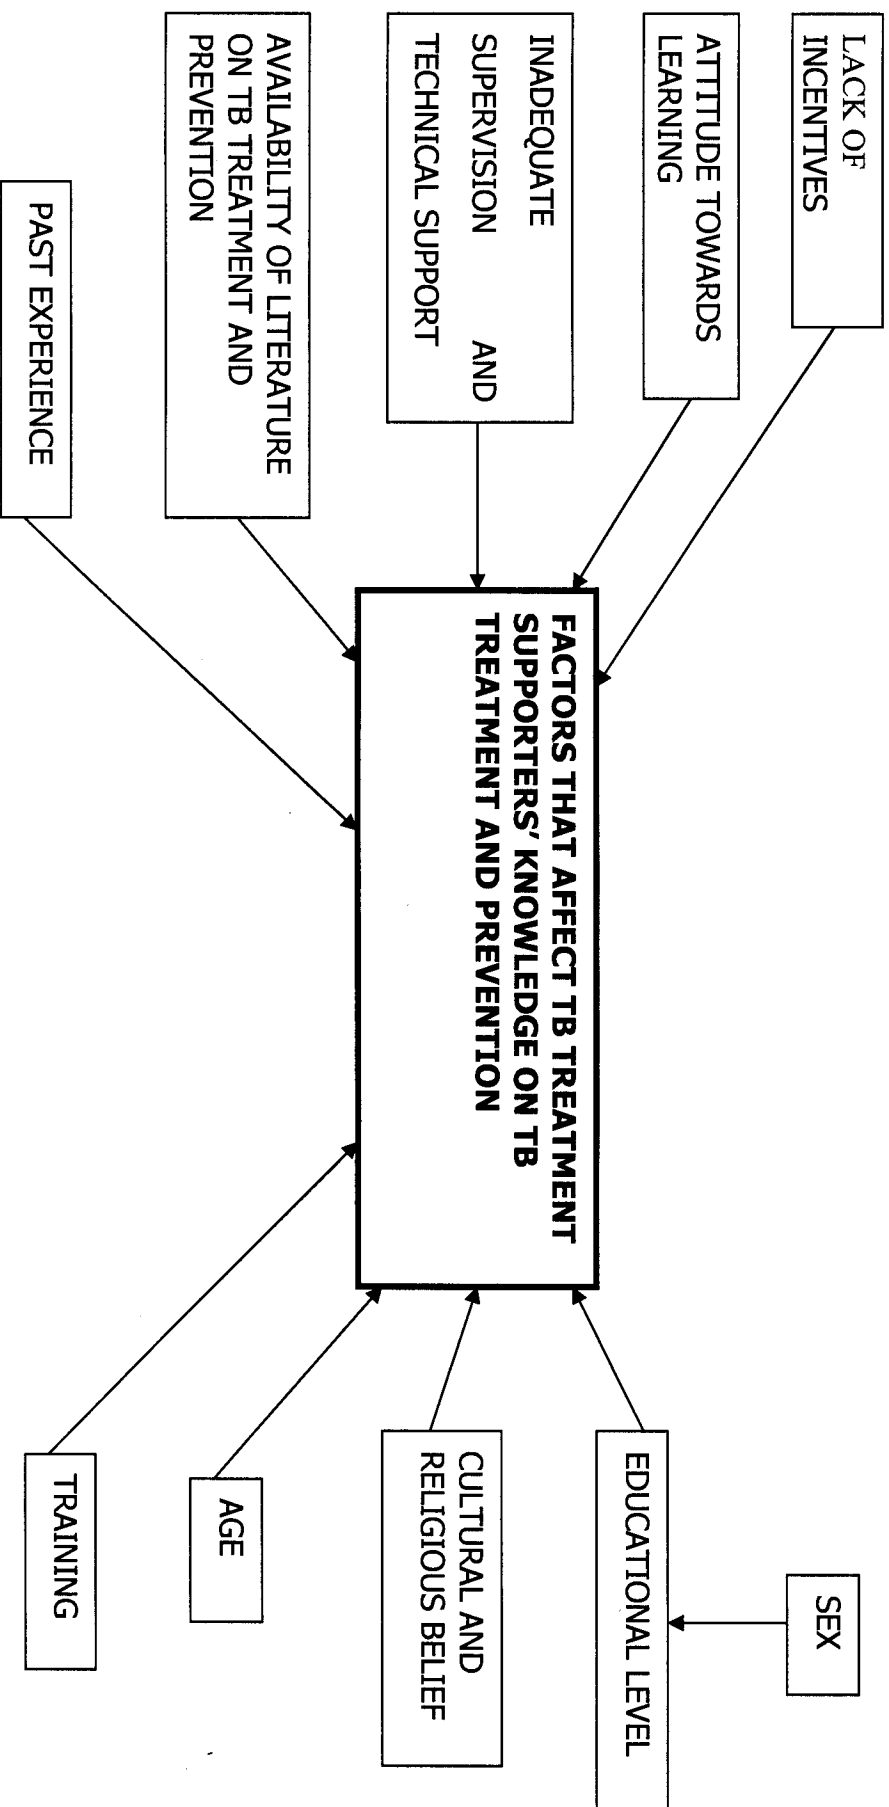 LACK OF
INCENTIVES
ATTITUDE TOWARDS
LEARNING
INADEQUATE
SUPERVISION AND
TECHNICAL SUPPORT
AVAILABILITY OF LITERATURE
ON TB TREATMENT AND
PREVENTION
PAST EXPERIENCE
FACTORS THAT AFFECT TB TREATMENT
SUPPORTERS' KNOWLEDGE ON TB
TREATMENT AND PREVENTION
SEX
EDUCATIONAL LEVEL
CULTURAL AND
RELIGIOUS BELIEF
AGE
TRAINING